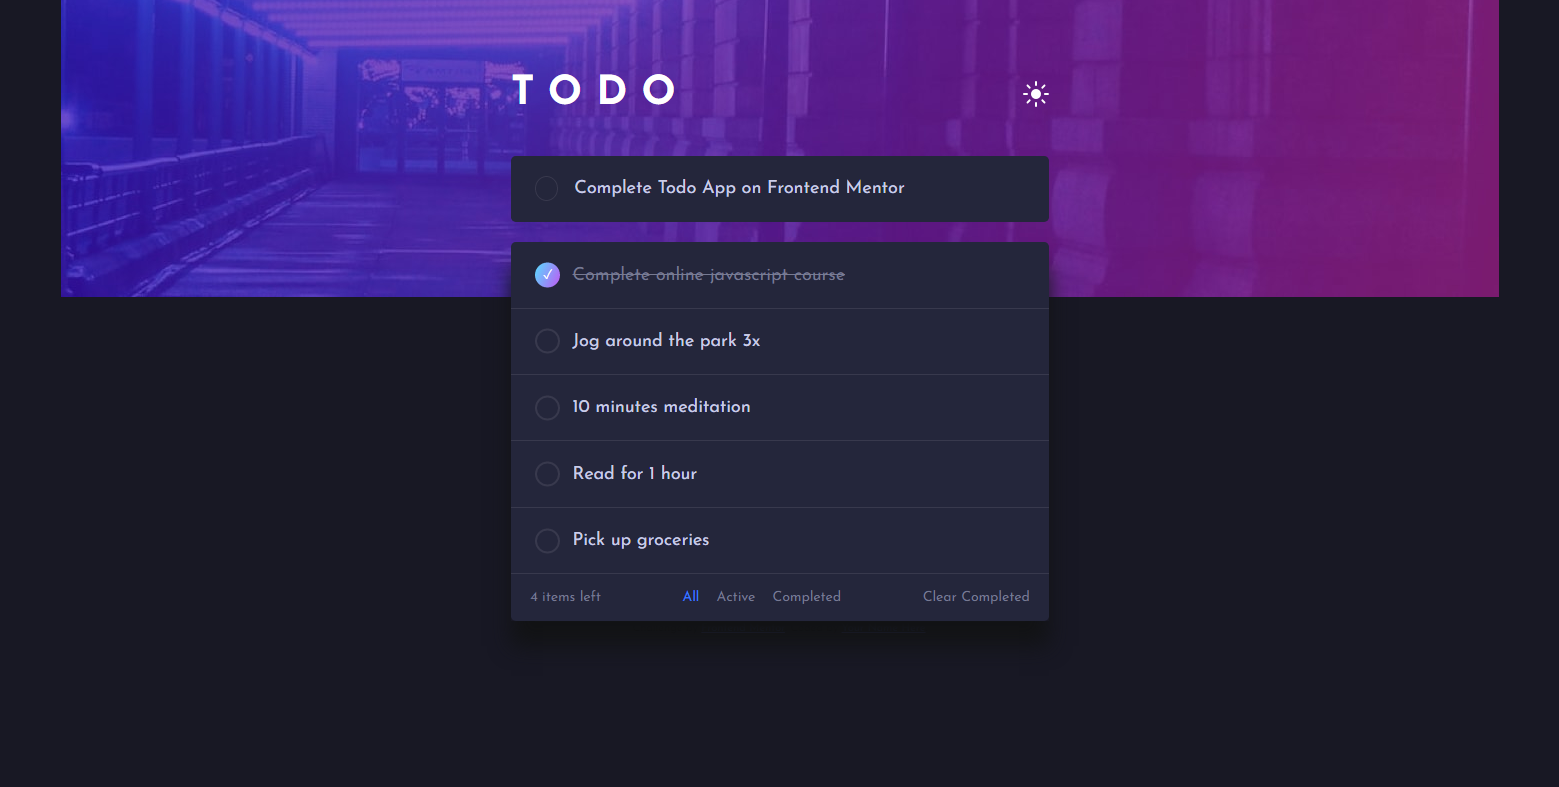 TODO
Complete Todo App on Frontend Mentor
Complete online javascript course
Jog around the park 3x
10 minutes meditation
Read for 1 hour
Pick up groceries
4 items left All Active Completed Clear Completed